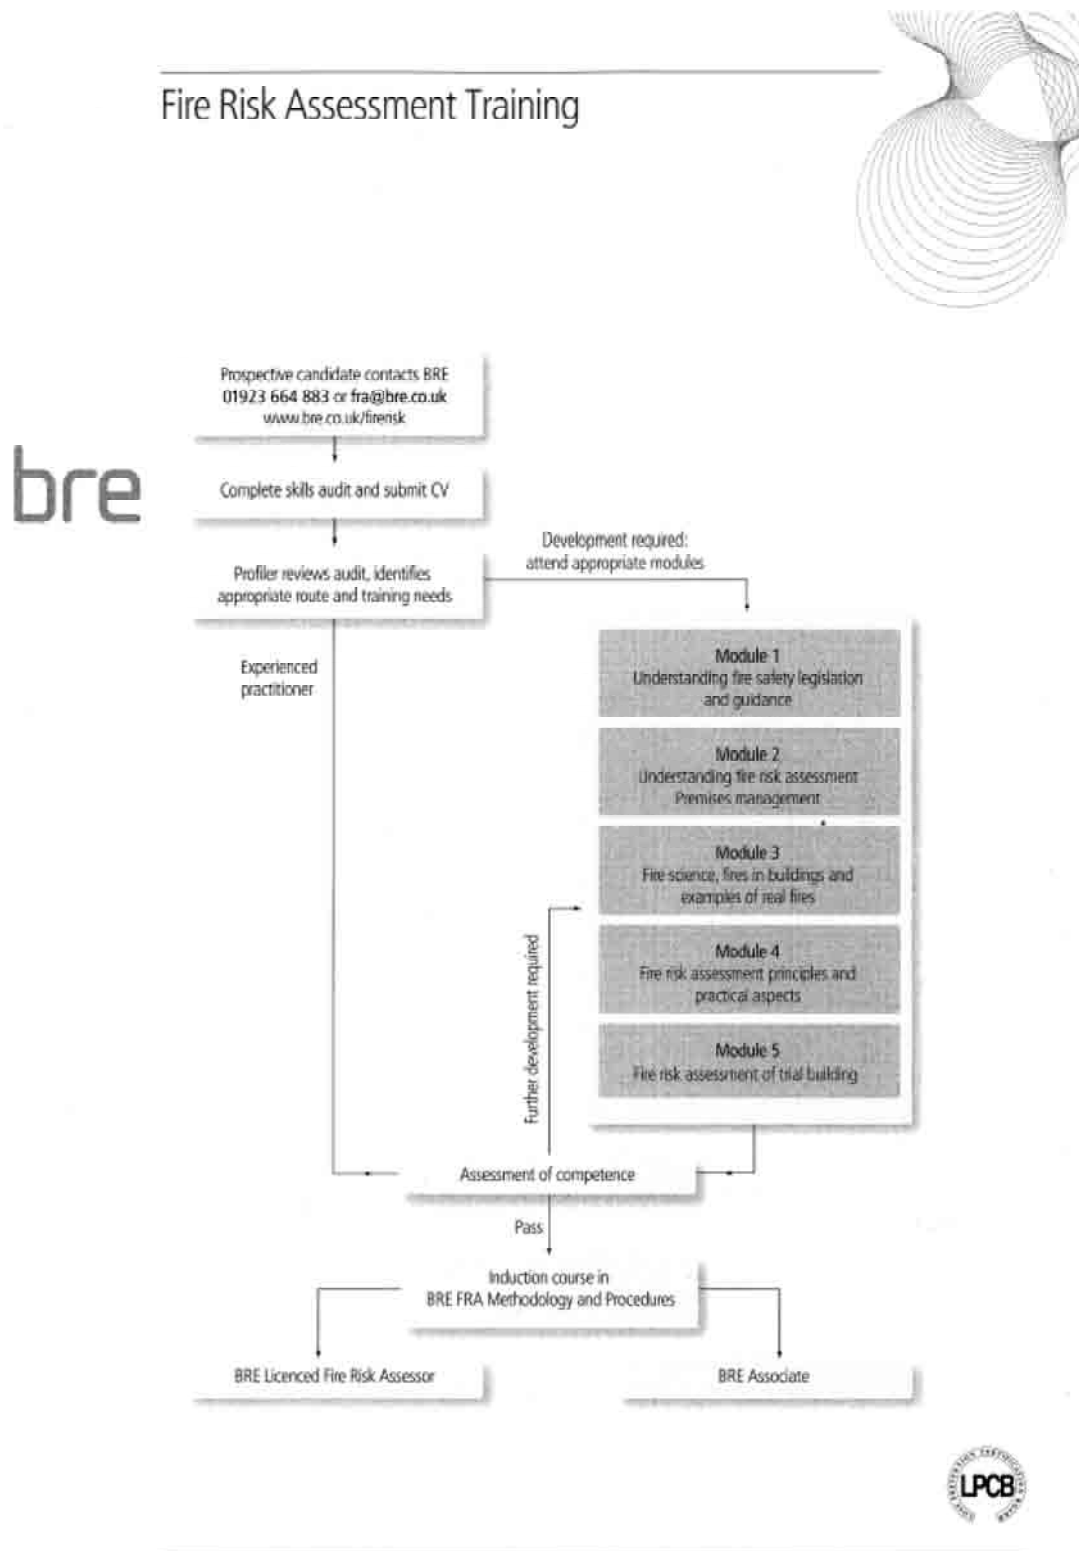 Fire Risk Assessment Training
Prospective candidate contacts BRE
01923 664 883 or fra@bre.co.uk
www.bre.co.uk/firerisk
bre
Complete skills audit and submit CV
Development required:
attend appropriate modules
Profiler reviews audit, identifies
appropriate route and training needs
Experienced
practitioner
Module 1
Understanding fire safety legislation
and guidance
Module 2
Understanding fire risk assessment
Premises management
Module 3
Fire science, fires in buildings and
examples of real fires
Further development required
Module 4
Fire risk assessment principles and
practical aspects
Module 5
Fire risk assessment of trial building
Assessment of competence
Pass
Induction course in
BRE FRA Methodology and Procedures
BRE Licenced Fire Risk Assessor
BRE Associate
LPCB